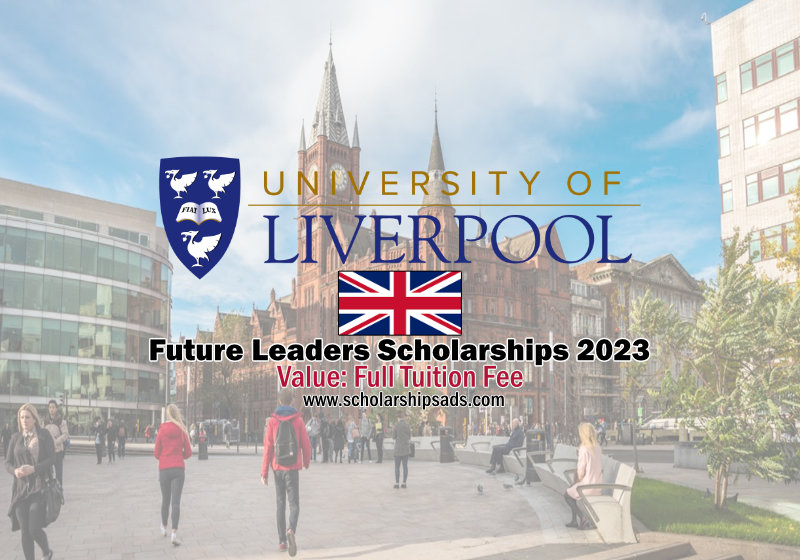 UNIVERSITY OF
LIVERPOOL
FIAT LUX
Future Leaders Scholarships 2023
Value: Full Tuition Fee
www.scholarshipsads.com